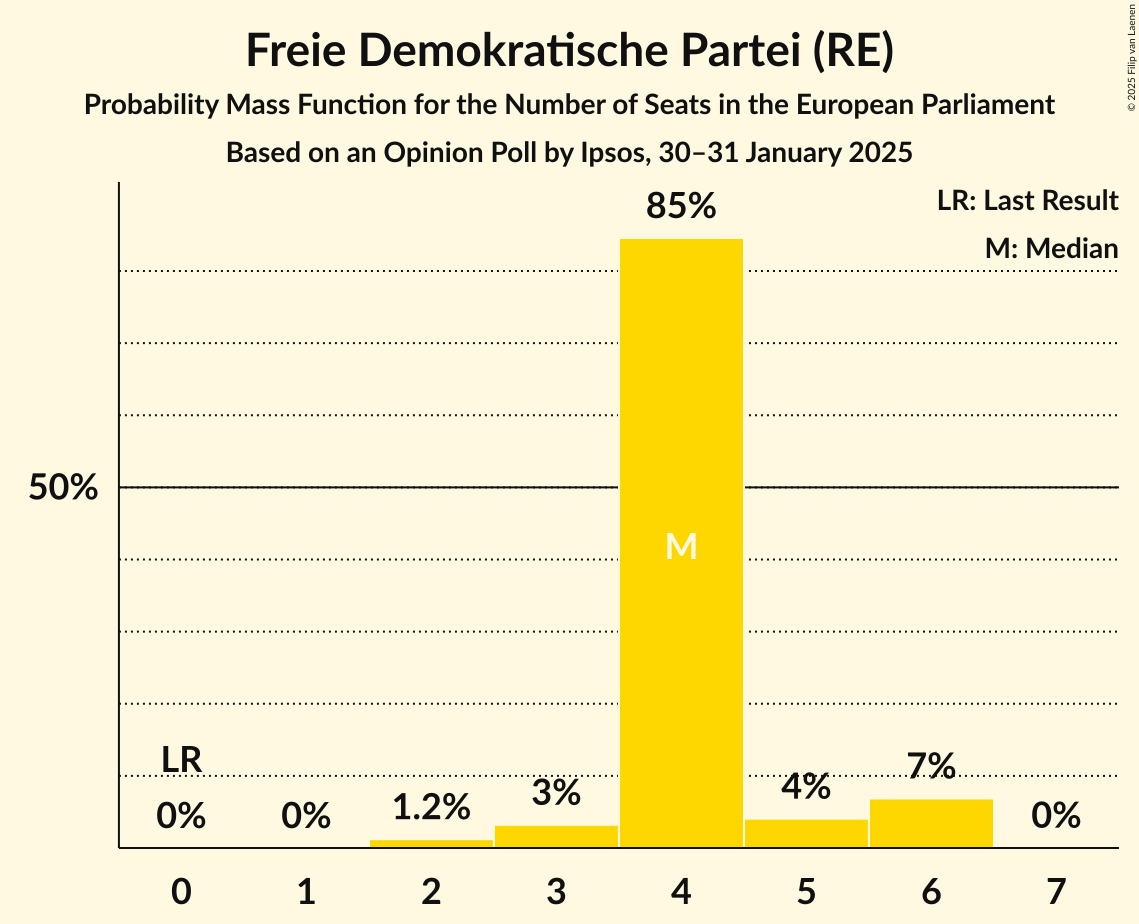 Freie Demokratische Partei (RE)
Probability Mass Function for the Number of Seats in the European Parliament
Based on an Opinion Poll by Ipsos, 30–31 January 2025
© 2025 Filip van Laenen
LR: Last Result
M: Median
85%
50%
M
LR
0%
0%
1.2%
3%
4%
7%
0%
0 1 2 3 4 5 6 7